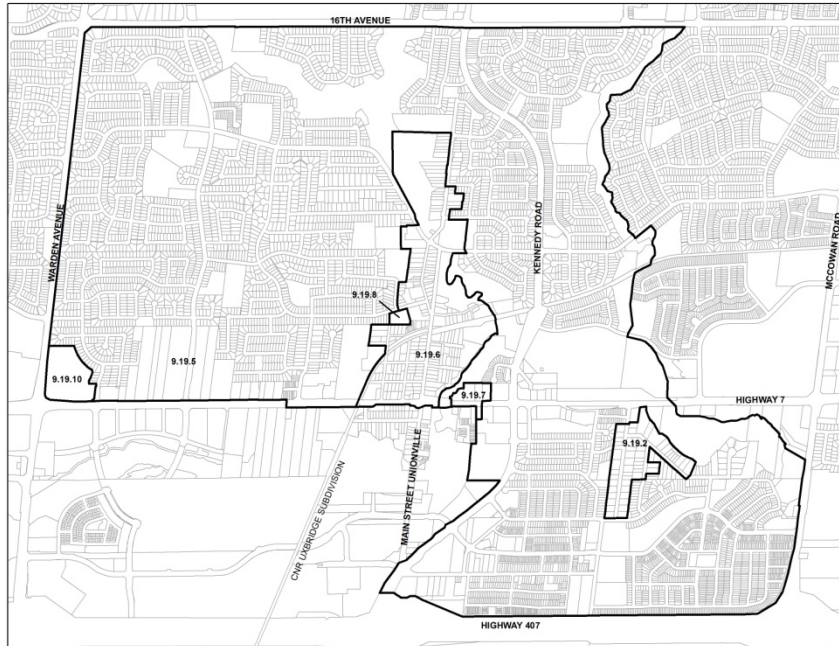 16TH AVENUE
WARDEN AVENUE
KENNEDY ROAD
MCCOWAN ROAD
9.19.8
9.19.5
9.19.6
9.19.10
9.19.7
HIGHWAY 7
9.19.2
MAIN STREET UNIONVILLE
CNR UXBRIDGE SUBDIVISION
HIGHWAY 407